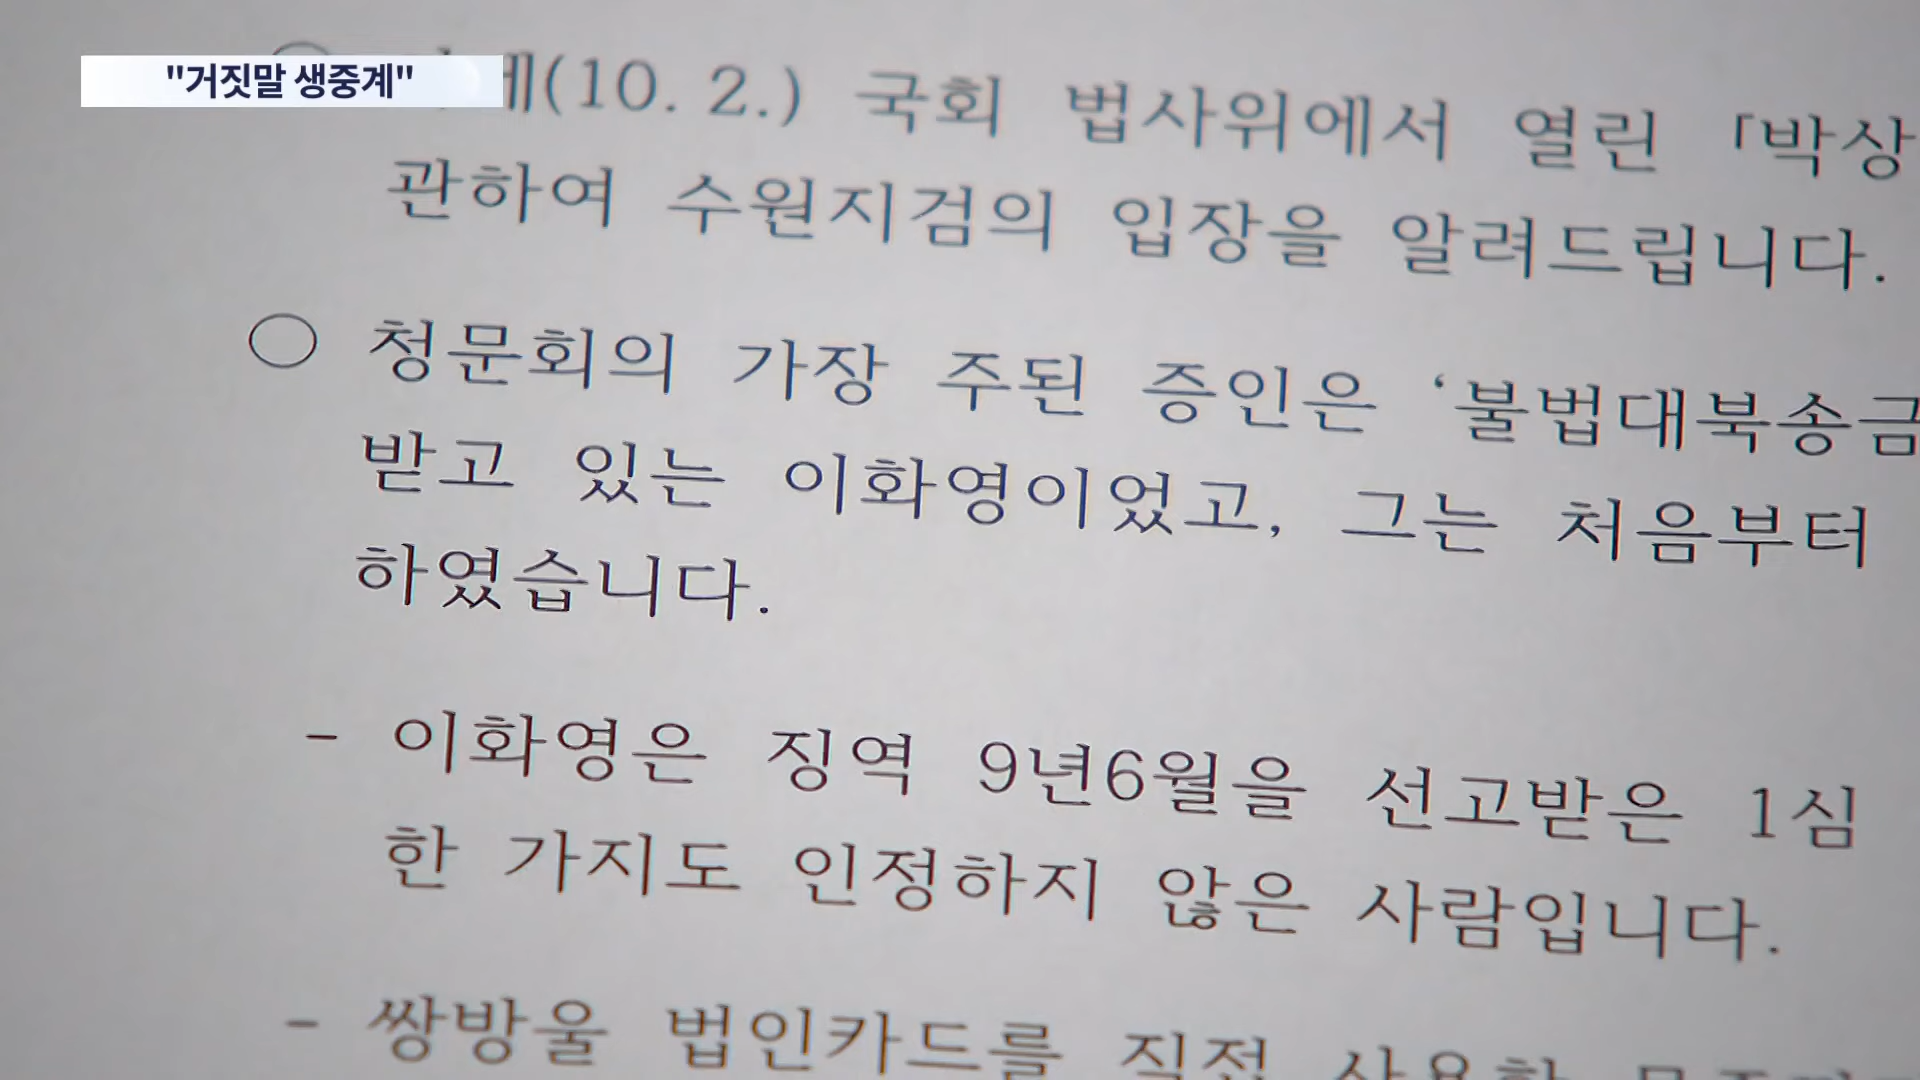 "거짓말 생중계"
(10. 2.) 국회 법사위에서 열린 「박상
관하여 수원지검의 입장을 알려드립니다.
○ 청문회의 가장 주된 증인은 ‘불법대북송금
받고 있는 이화영이었고, 그는 처음부터
하였습니다.
- 이화영은 징역 9년6월을 선고받은 1심
한 가지도 인정하지 않은 사람입니다.
- 쌍방울 법인카드를 직접